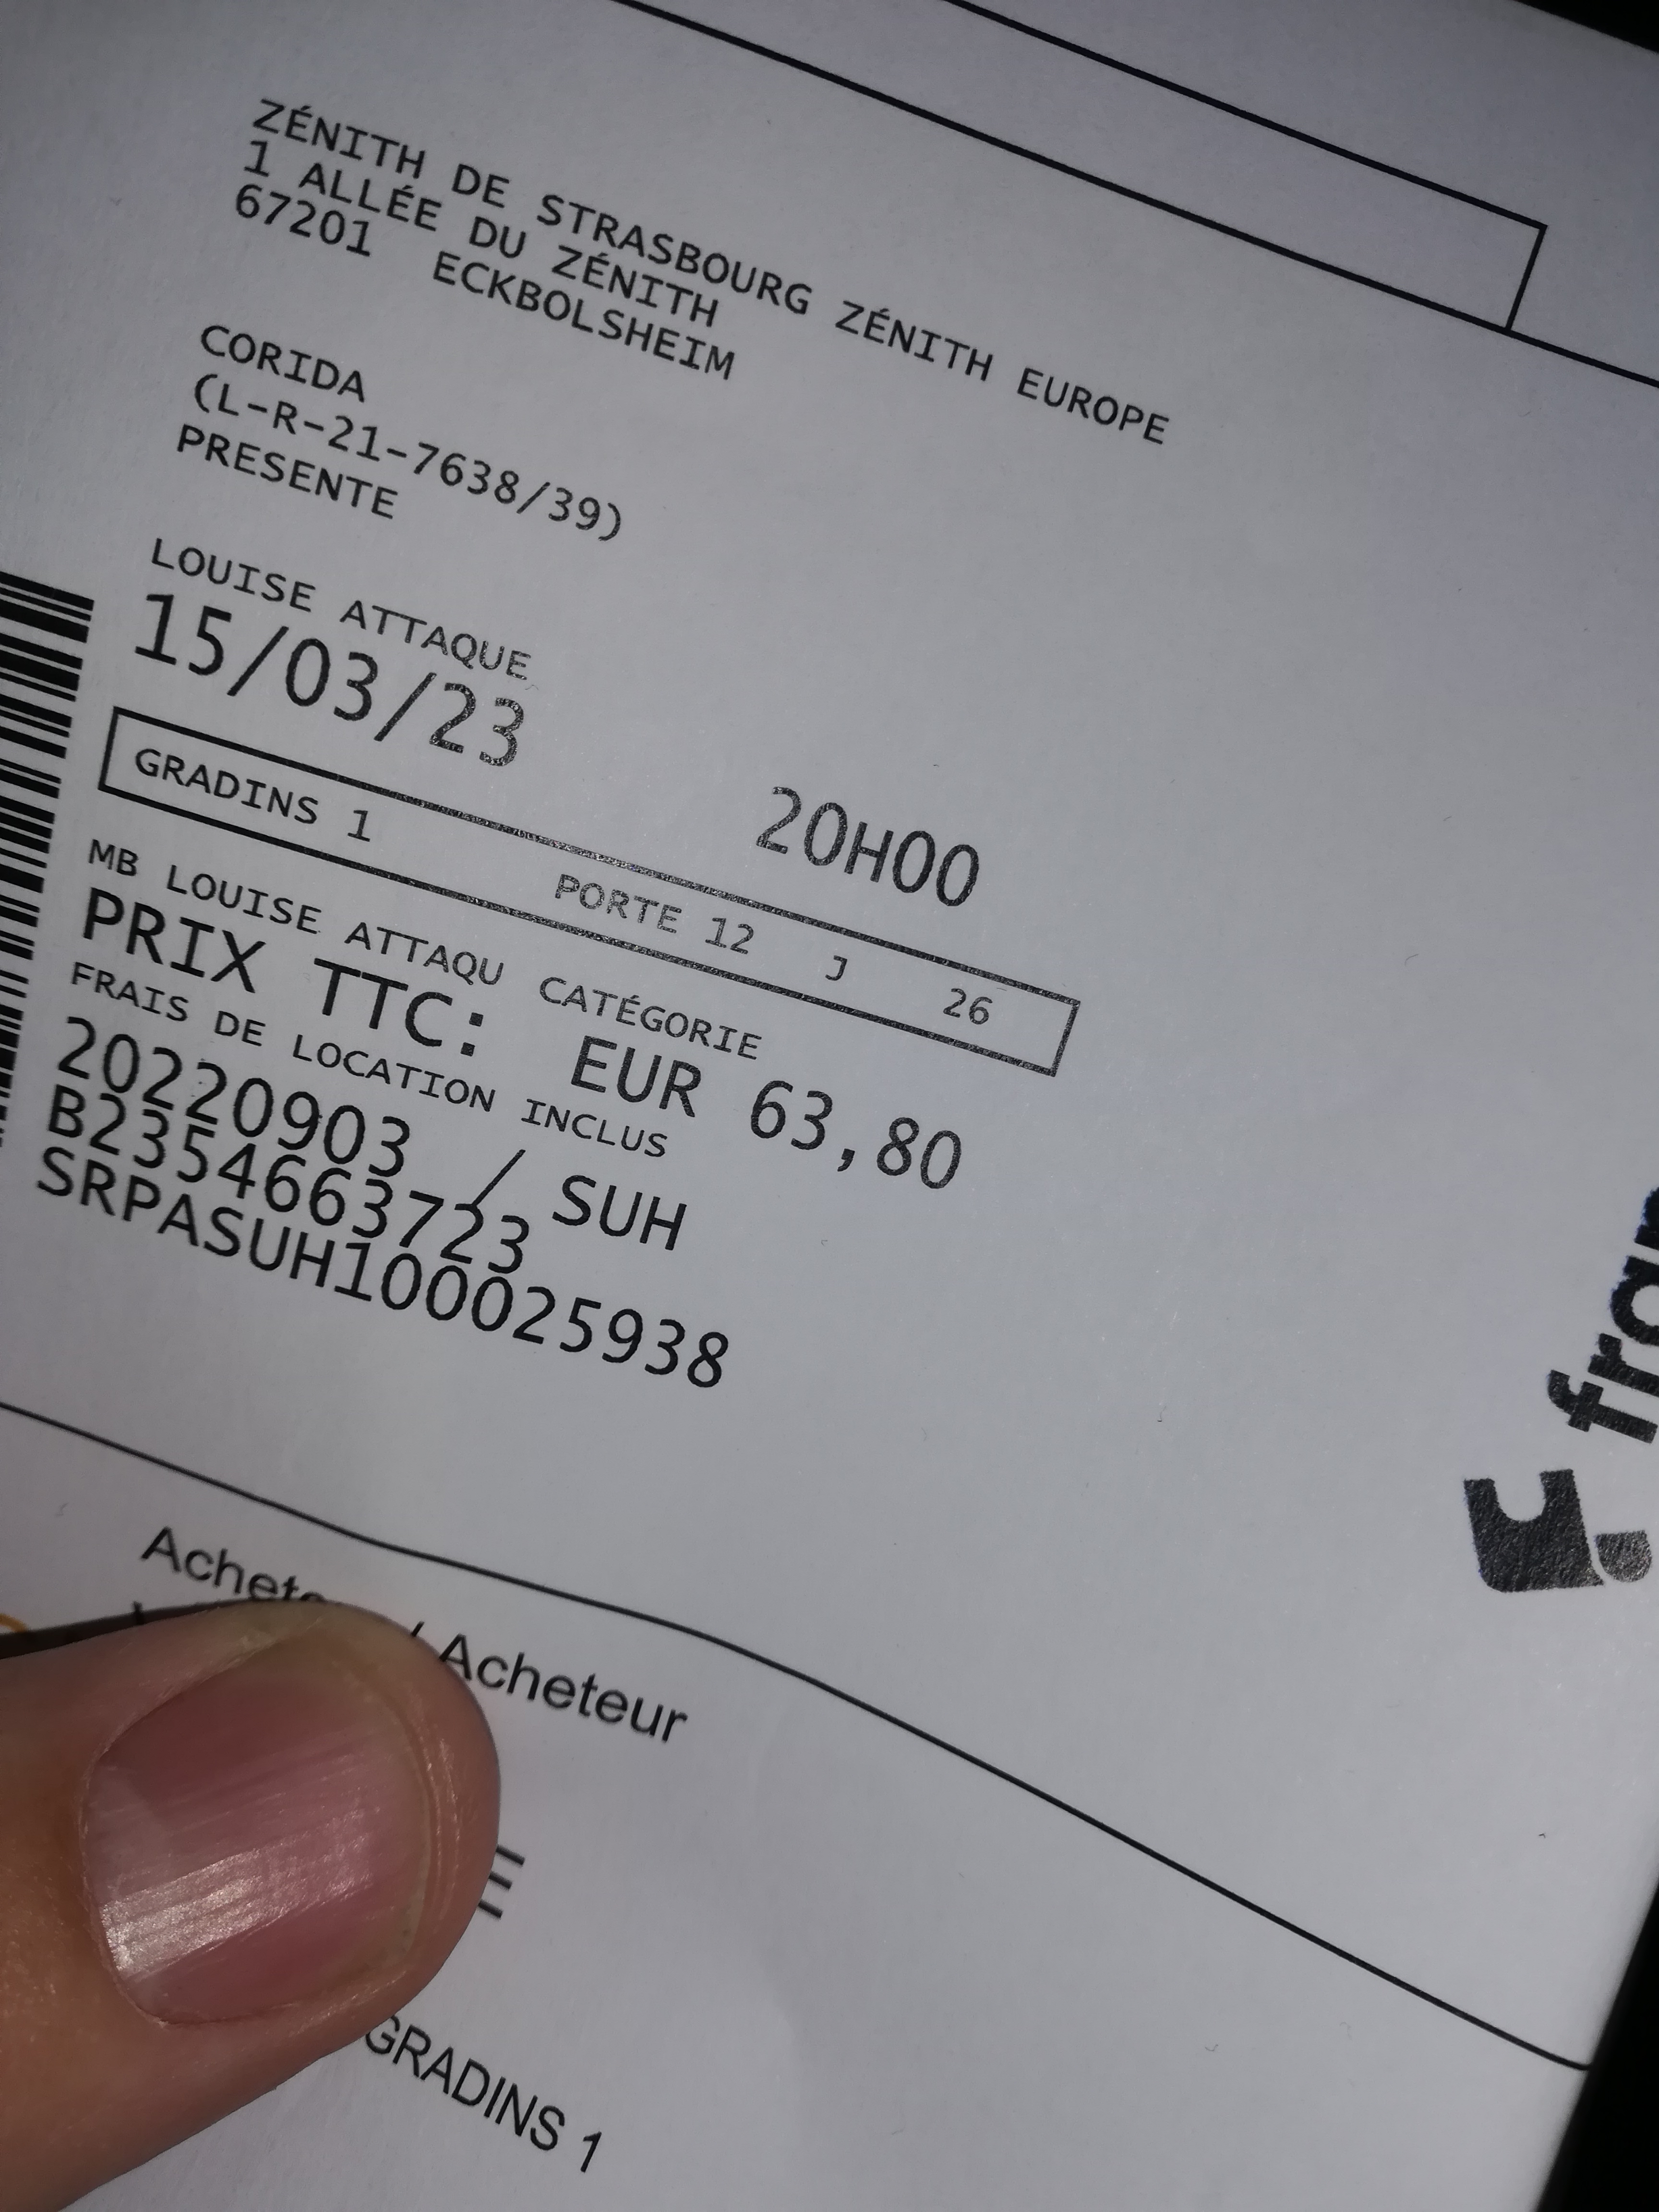 ZÉNITH DE STRASBOURG ZÉNITH EUROPE
1 ALLÉE DU ZÉNITH
67201 ECKBOLSHEIM
CORIDA
(L-R-21-7638/39)
PRESENTE
LOUISE ATTAQUE
15/03/23 20H00
GRADINS 1 PORTE 12 J 26
MB LOUISE ATTAQU CATÉGORIE
PRIX TTC: EUR 63,80
FRAIS DE LOCATION INCLUS
20220903 / SUH
B2354663723
SRPASUH100025938
/ Acheteur
GRADINS 1